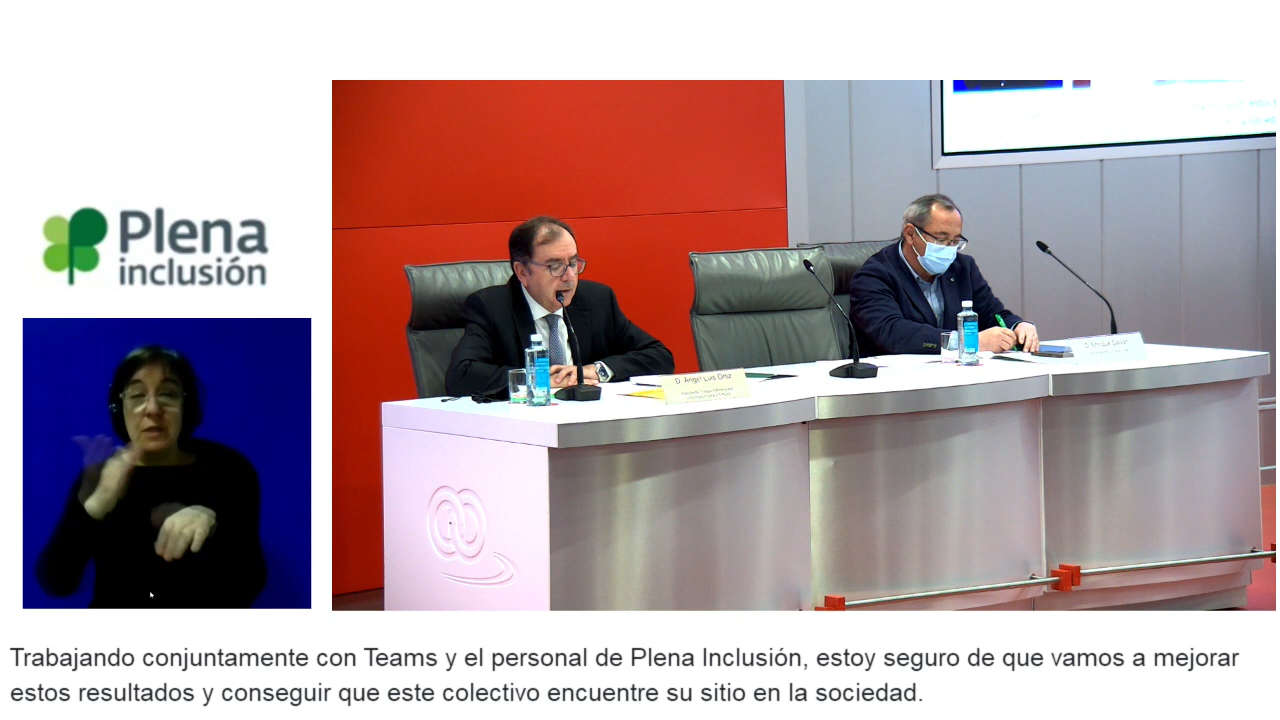 Plena
inclusión
D. Angel Luis Ortiz
Trabajando conjuntamente con Teams y el personal de Plena Inclusión, estoy seguro de que vamos a mejorar
estos resultados y conseguir que este colectivo encuentre su sitio en la sociedad.